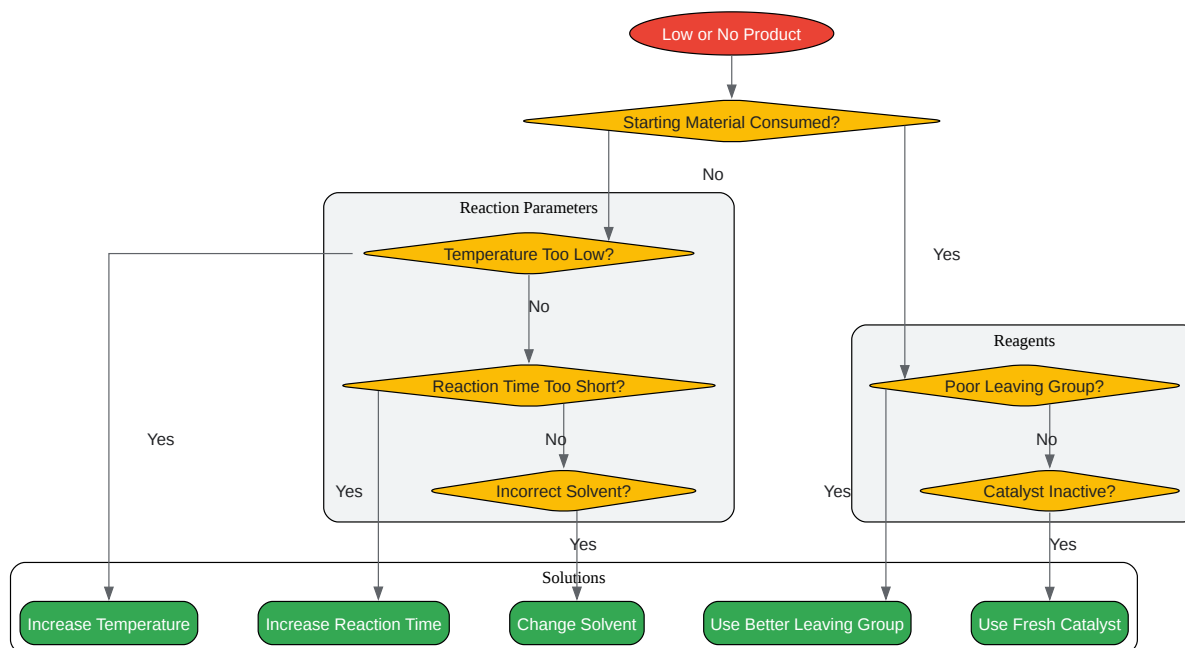 Low or No Product
Starting Material Consumed?
No
Reaction Parameters
Temperature Too Low?
Yes
No
Reagents
Reaction Time Too Short?
Poor Leaving Group?
Yes
No
No
Incorrect Solvent?
Catalyst Inactive?
Yes
Yes
Yes
Yes
Solutions
Increase Temperature
Increase Reaction Time
Change Solvent
Use Better Leaving Group
Use Fresh Catalyst